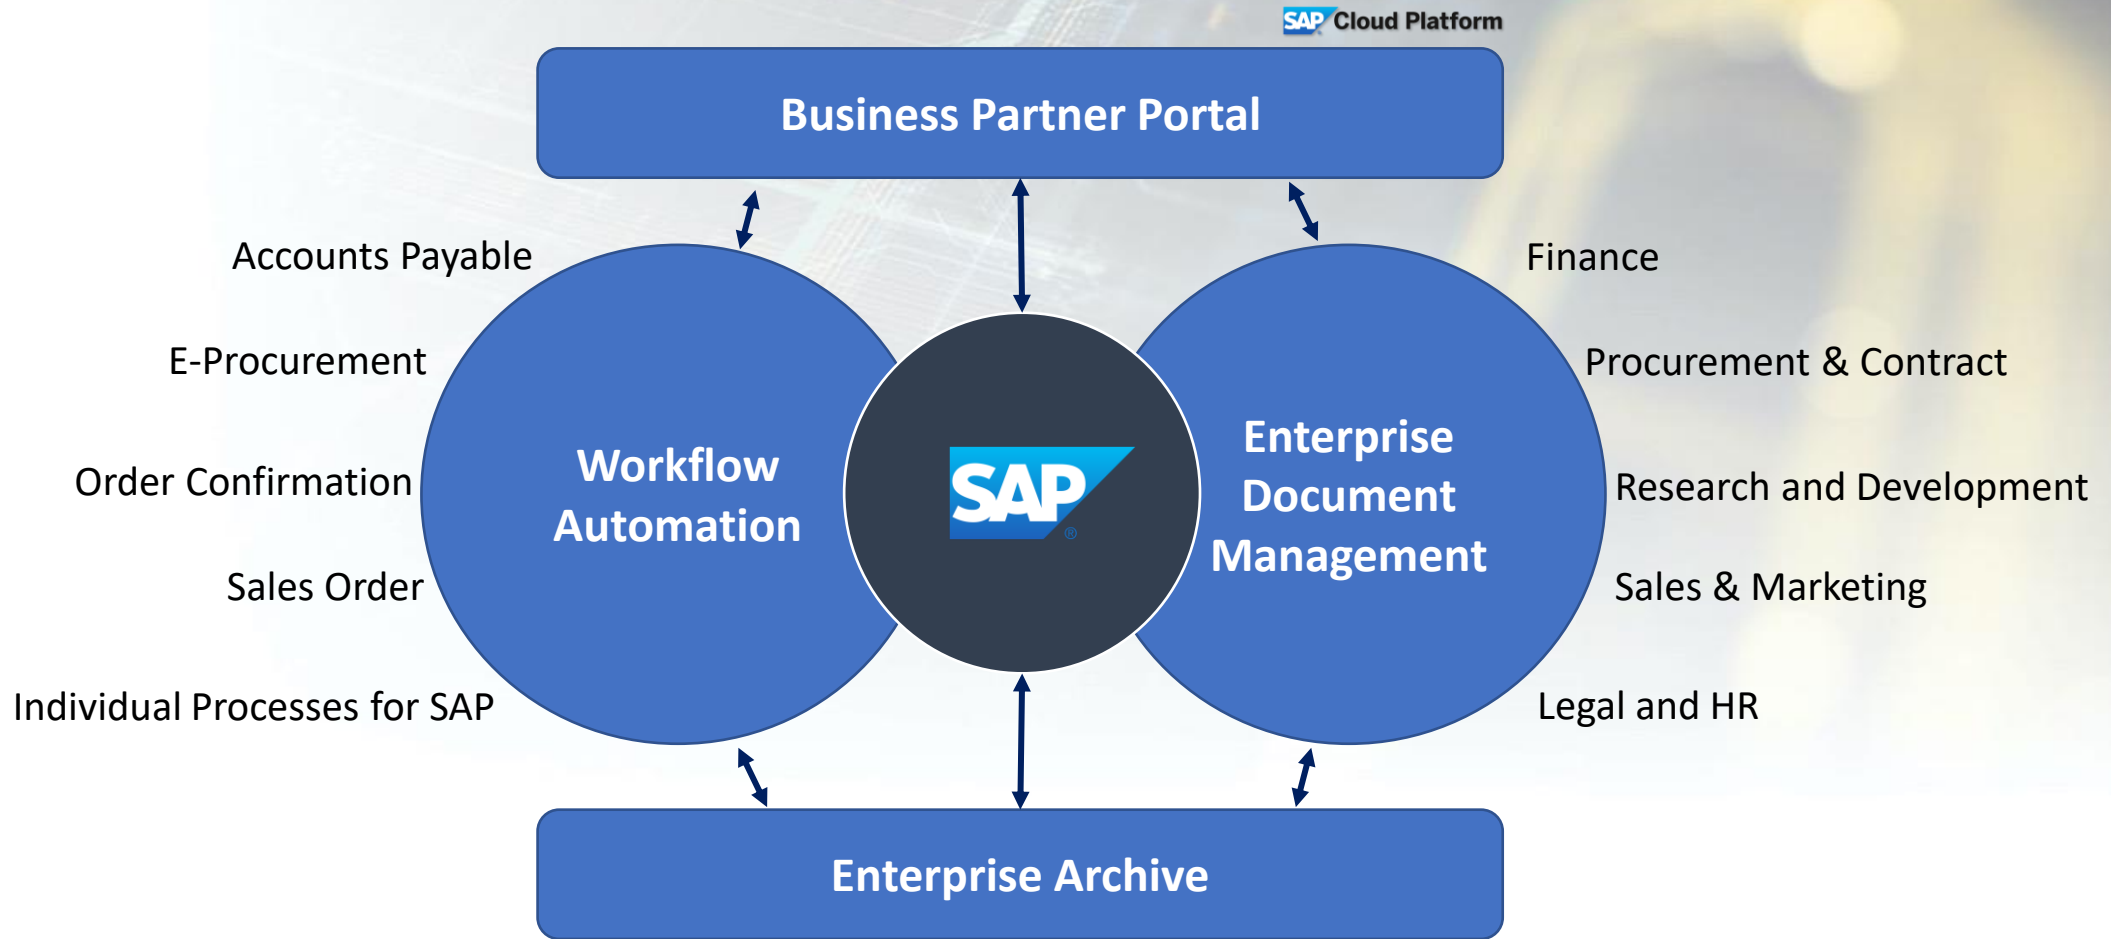 SAP Cloud Platform
Business Partner Portal
Accounts Payable
E-Procurement
Order Confirmation
Sales Order
Individual Processes for SAP
Workflow
Automation
SAP®
Enterprise
Document
Management
Finance
Procurement & Contract
Research and Development
Sales & Marketing
Legal and HR
Enterprise Archive